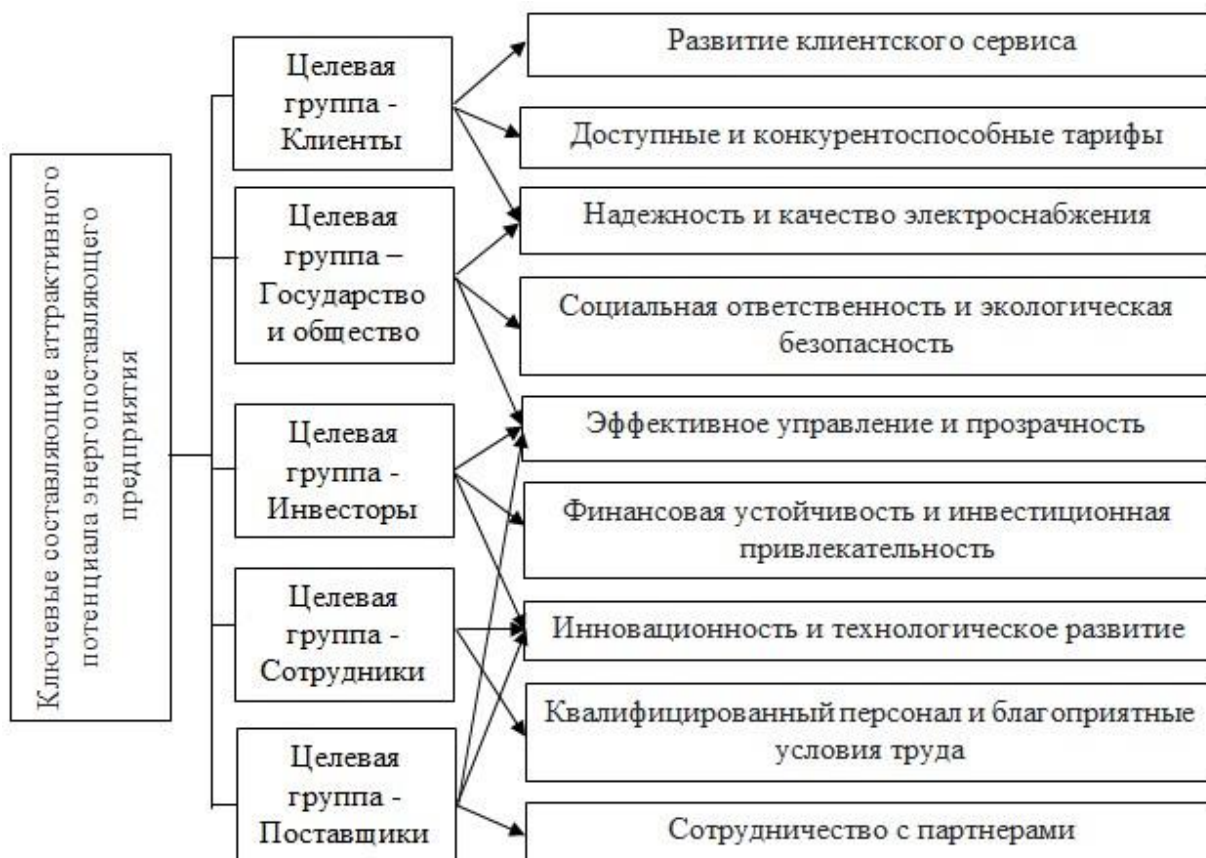 Ключевые составляющие аттрактивного
потенциала энергопоставляющего
предприятия
Целевая
группа -
Клиенты
Целевая
группа –
Государство
и общество
Целевая
группа -
Инвесторы
Целевая
группа -
Сотрудники
Целевая
группа -
Поставщики
Развитие клиентского сервиса
Доступные и конкурентоспособные тарифы
Надежность и качество электроснабжения
Социальная ответственность и экологическая
безопасность
Эффективное управление и прозрачность
Финансовая устойчивость и инвестиционная
привлекательность
Инновационность и технологическое развитие
Квалифицированный персонал и благоприятные
условия труда
Сотрудничество с партнерами